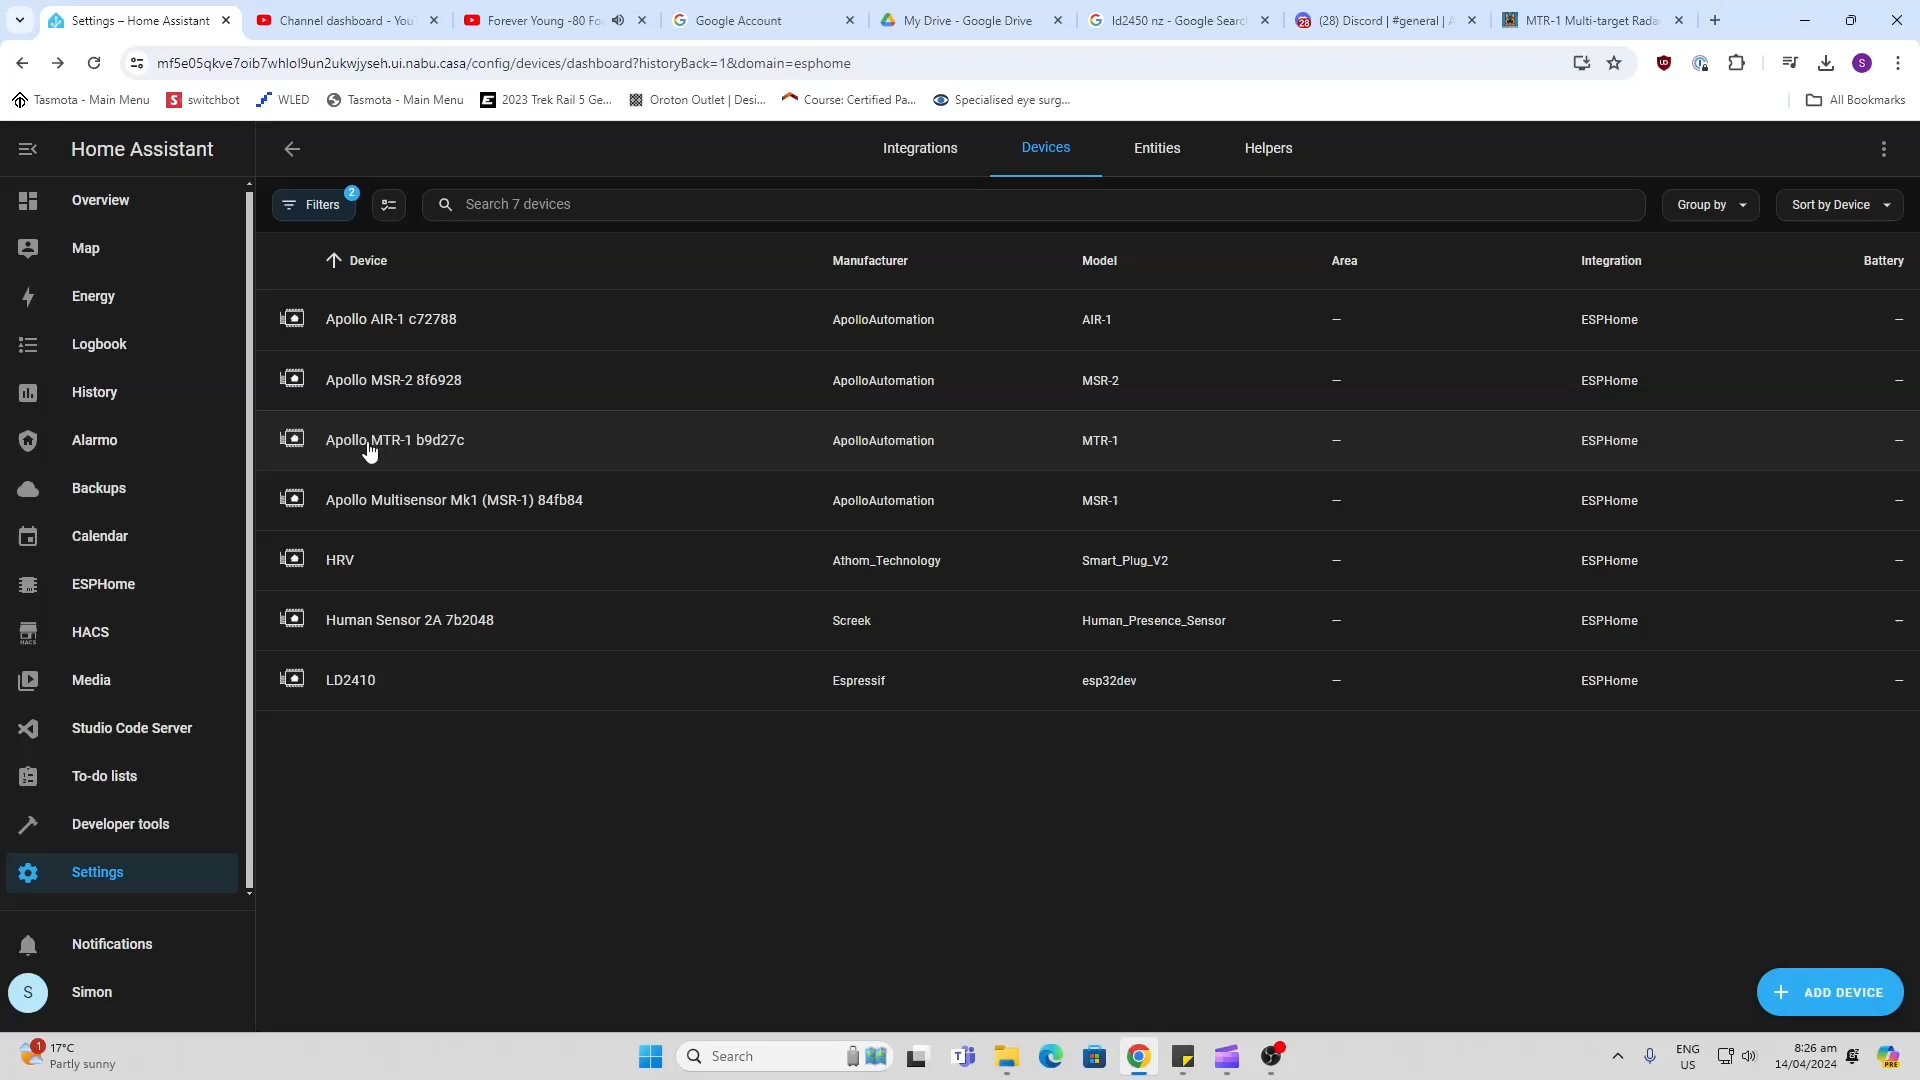 Settings – Home Assistant
Channel dashboard - You
Forever Young -80 Fo
Google Account
My Drive - Google Drive
ld2450 nz - Google Search
28
(28) Discord | #general | A
MTR-1 Multi-target Rada
mf5e05qkve7oib7whlol9un2ukwjyseh.ui.nabu.casa/config/devices/dashboard?historyBack=1&domain=esphome
S
Tasmota - Main Menu
S
switchbot
WLED
Tasmota - Main Menu
2023 Trek Rail 5 Ge...
Oroton Outlet | Desi...
Course: Certified Pa...
Specialised eye surg...
All Bookmarks
Home Assistant
Integrations
Devices
Entities
Helpers
Overview
Map
Energy
Logbook
History
Alarmo
Backups
Calendar
ESPHome
HACS
HACS
Media
Studio Code Server
To-do lists
Developer tools
Settings
Notifications
S
Simon
Filters
2
Search 7 devices
Group by
Sort by Device
Device Manufacturer Model Area Integration Battery
Apollo AIR-1 c72788 ApolloAutomation AIR-1 — ESPHome —
Apollo MSR-2 8f6928 ApolloAutomation MSR-2 — ESPHome —
Apollo MTR-1 b9d27c ApolloAutomation MTR-1 — ESPHome —
Apollo Multisensor Mk1 (MSR-1) 84fb84 ApolloAutomation MSR-1 — ESPHome —
HRV Athom_Technology Smart_Plug_V2 — ESPHome —
Human Sensor 2A 7b2048 Screek Human_Presence_Sensor — ESPHome —
LD2410 Espressif esp32dev — ESPHome —
ADD DEVICE
1
17°C
Partly sunny
Search
ENG
US
8:26 am
14/04/2024
PRE